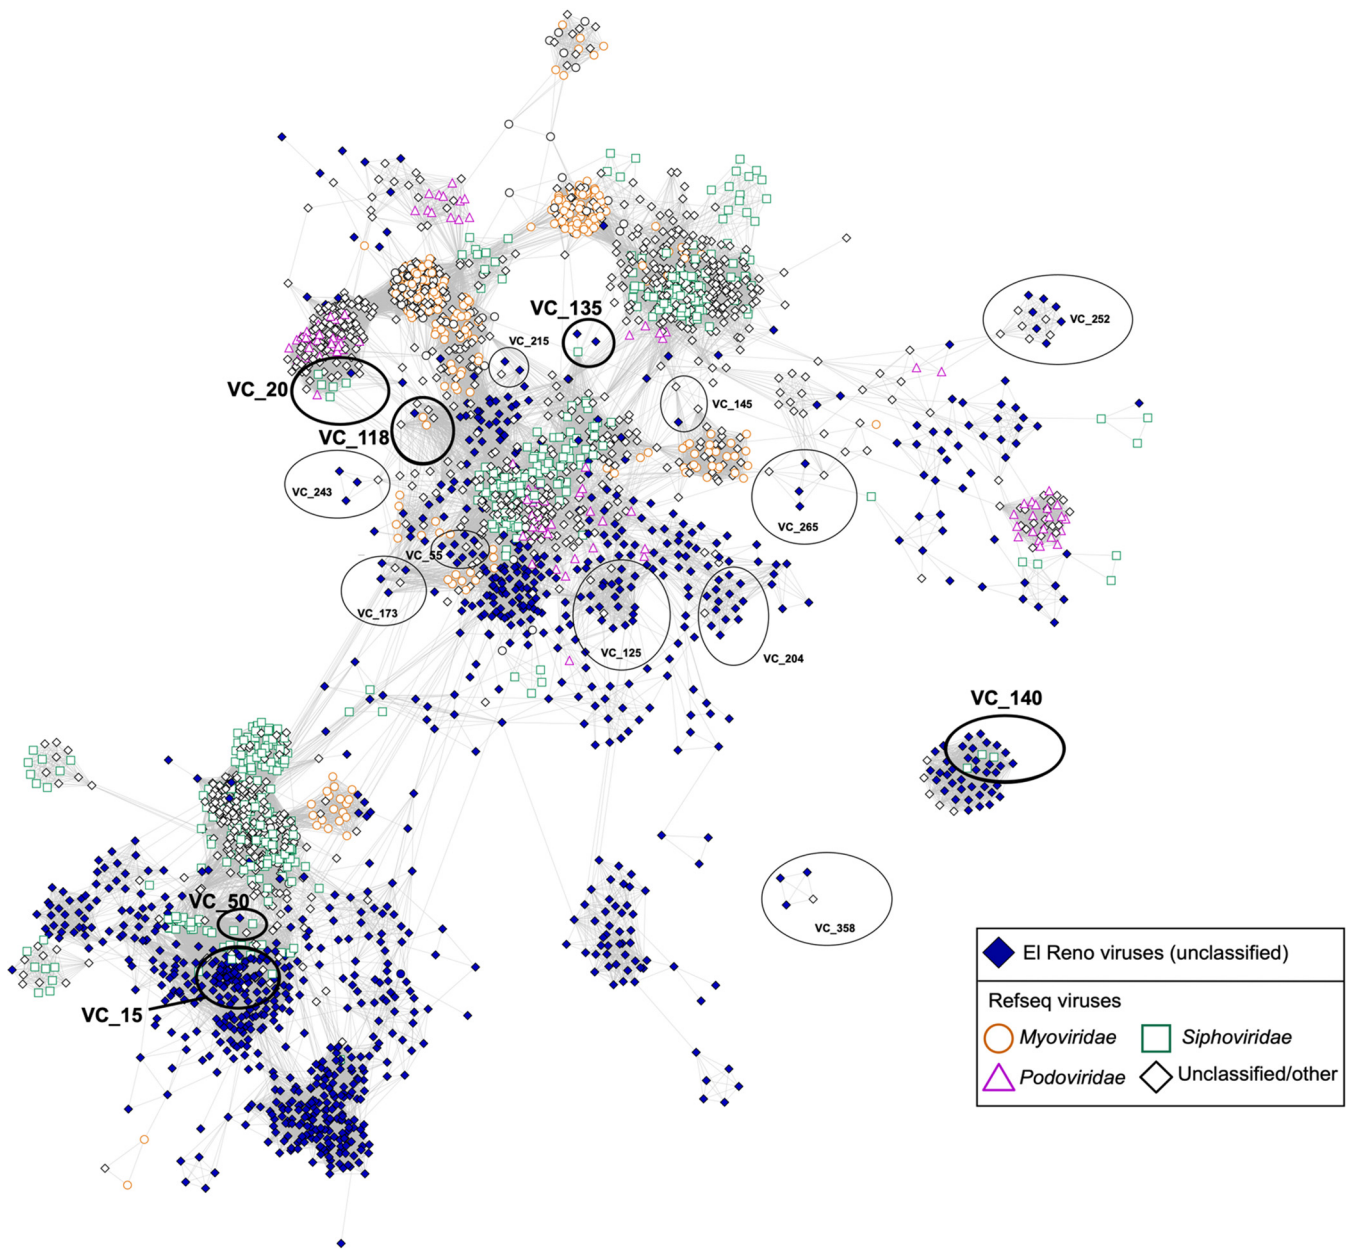 VC_135
VC_252
VC_215
VC_20
VC_145
VC_118
VC_243
VC_265
VC_55
VC_173
VC_125
VC_204
VC_140
VC_50
VC_358
VC_15
El Reno viruses (unclassified)
Refseq viruses
Myoviridae
Siphoviridae
Podoviridae
Unclassified/other